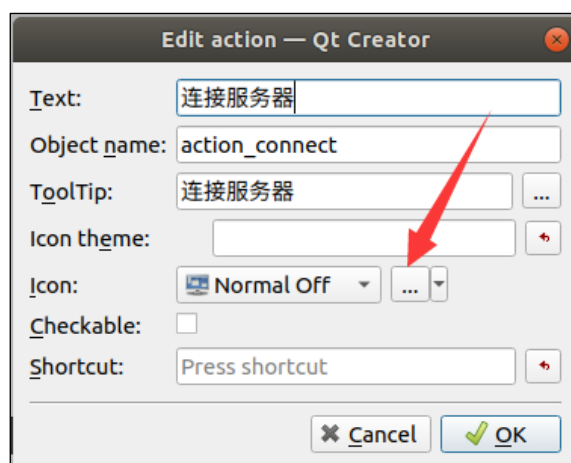 Edit action — Qt Creator
Text: 连接服务器
Object name: action_connect
ToolTip: 连接服务器 ...
Icon theme:
Icon: Normal Off ...
Checkable:
Shortcut: Press shortcut
Cancel OK